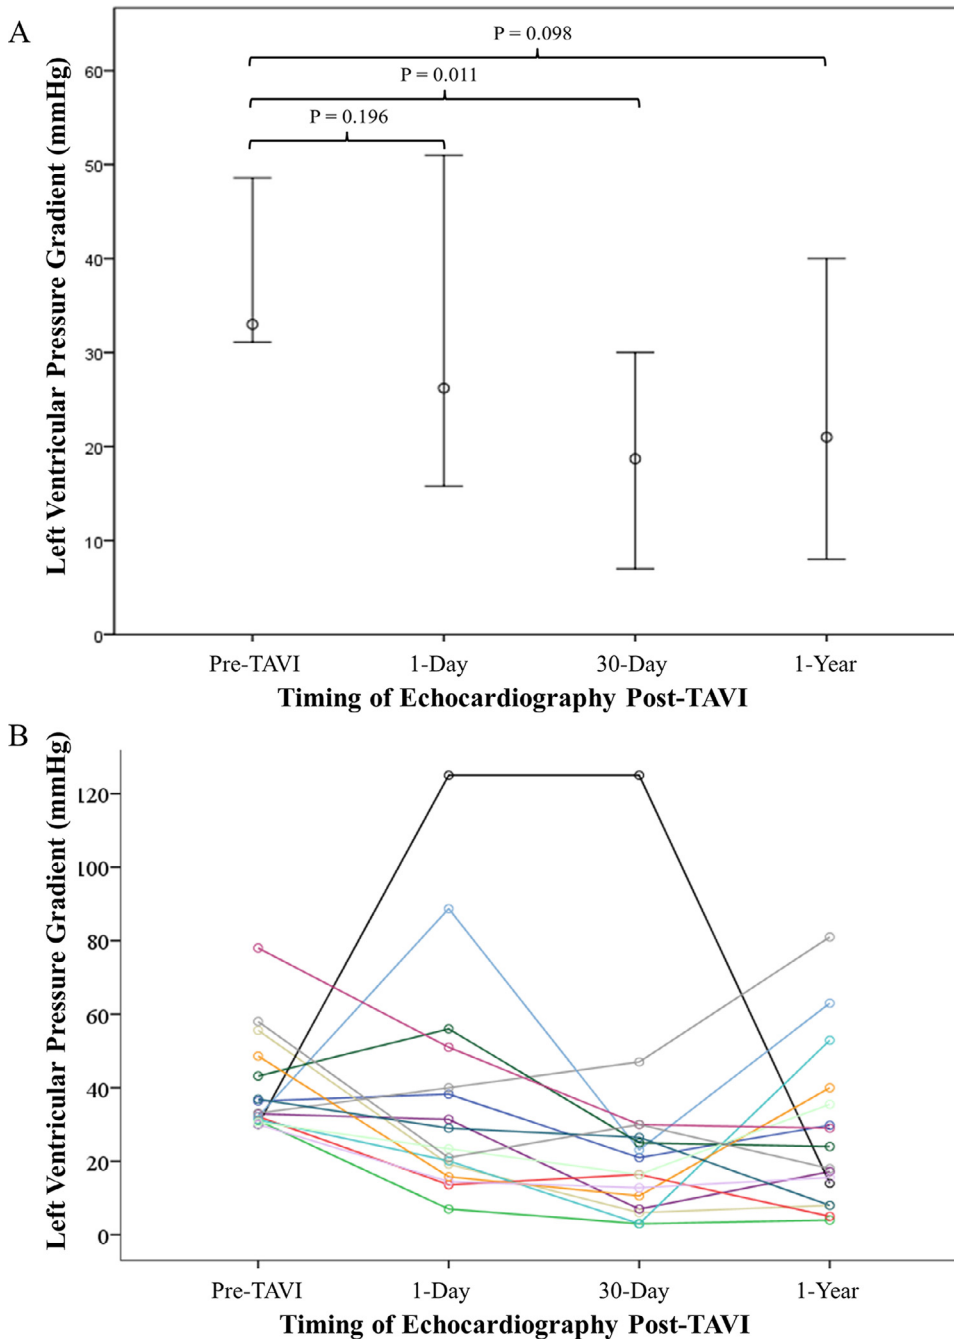 A
P = 0.098
P = 0.011
P = 0.196
Left Ventricular Pressure Gradient (mmHg)
60
50
40
30
20
10
0
Pre-TAVI 1-Day 30-Day 1-Year
Timing of Echocardiography Post-TAVI
B
Left Ventricular Pressure Gradient (mmHg)
120
100
80
60
40
20
0
Pre-TAVI 1-Day 30-Day 1-Year
Timing of Echocardiography Post-TAVI